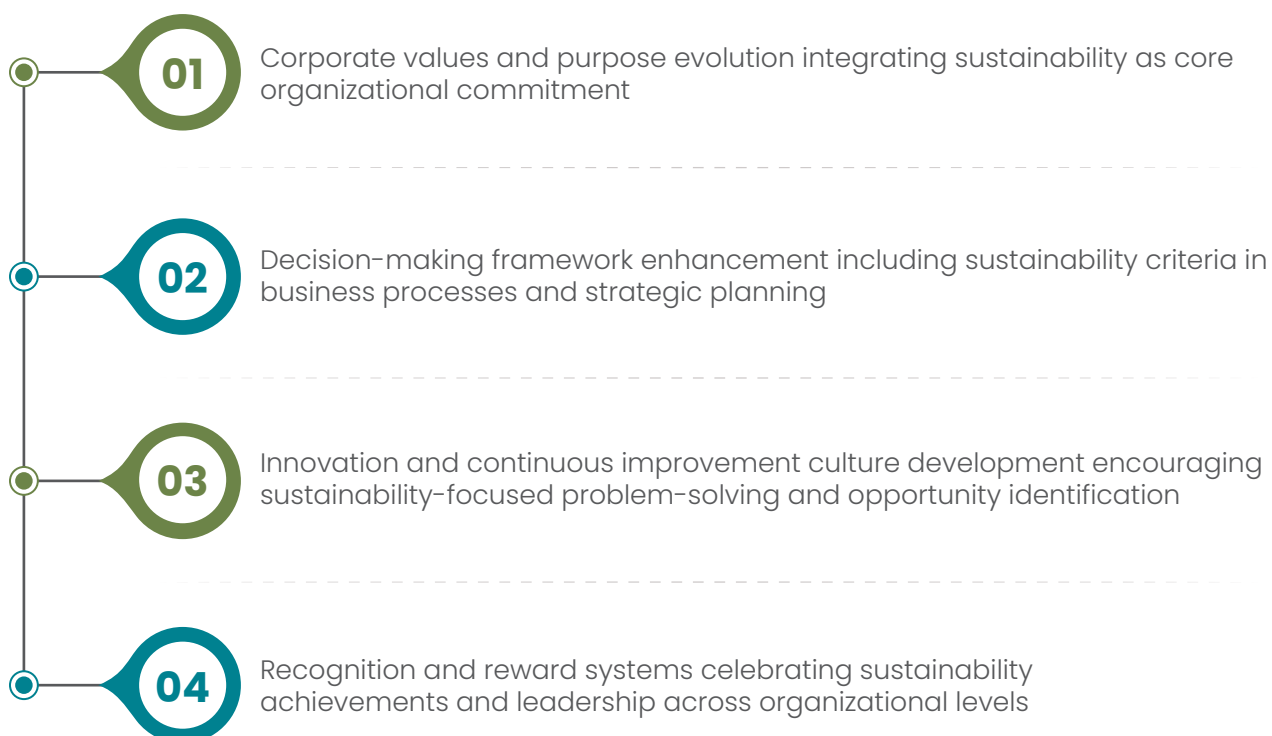 01
Corporate values and purpose evolution integrating sustainability as core
organizational commitment
02
Decision-making framework enhancement including sustainability criteria in
business processes and strategic planning
03
Innovation and continuous improvement culture development encouraging
sustainability-focused problem-solving and opportunity identification
04
Recognition and reward systems celebrating sustainability
achievements and leadership across organizational levels